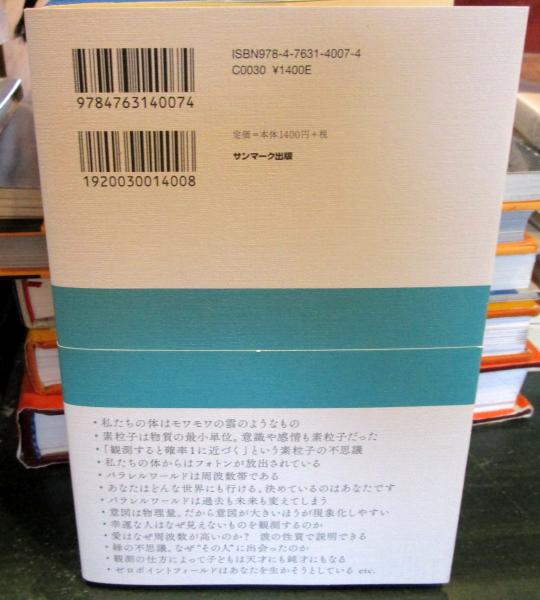 ISBN978-4-7631-4007-4
C0030 ¥1400E
9784763140074
定価=本体1400円+税
サンマーク出版
1920030014008
・私たちの体はモワモワの雲のようなもの
・素粒子は物質の最小単位。意識や感情も素粒子だった
・「観測すると確率1に近づく」という素粒子の不思議
・私たちの体からはフォトンが放出されている
・パラレルワールドは周波数帯である
・あなたはどんな世界にも行ける。決めているのはあなたです
・パラレルワールドは過去も未来も変えてしまう
・意図は物理量。だから意図が大きいほうが現象化しやすい
・幸運な人はなぜ見えないものを観測するのか
・愛はなぜ周波数が高いのか? 波の性質で説明できる
・縁の不思議。なぜ“その人”に出会ったのか
・観測の仕方によって子どもは天才にも鈍才にもなる
・ゼロポイントフィールドはあなたを生かそうとしている etc.